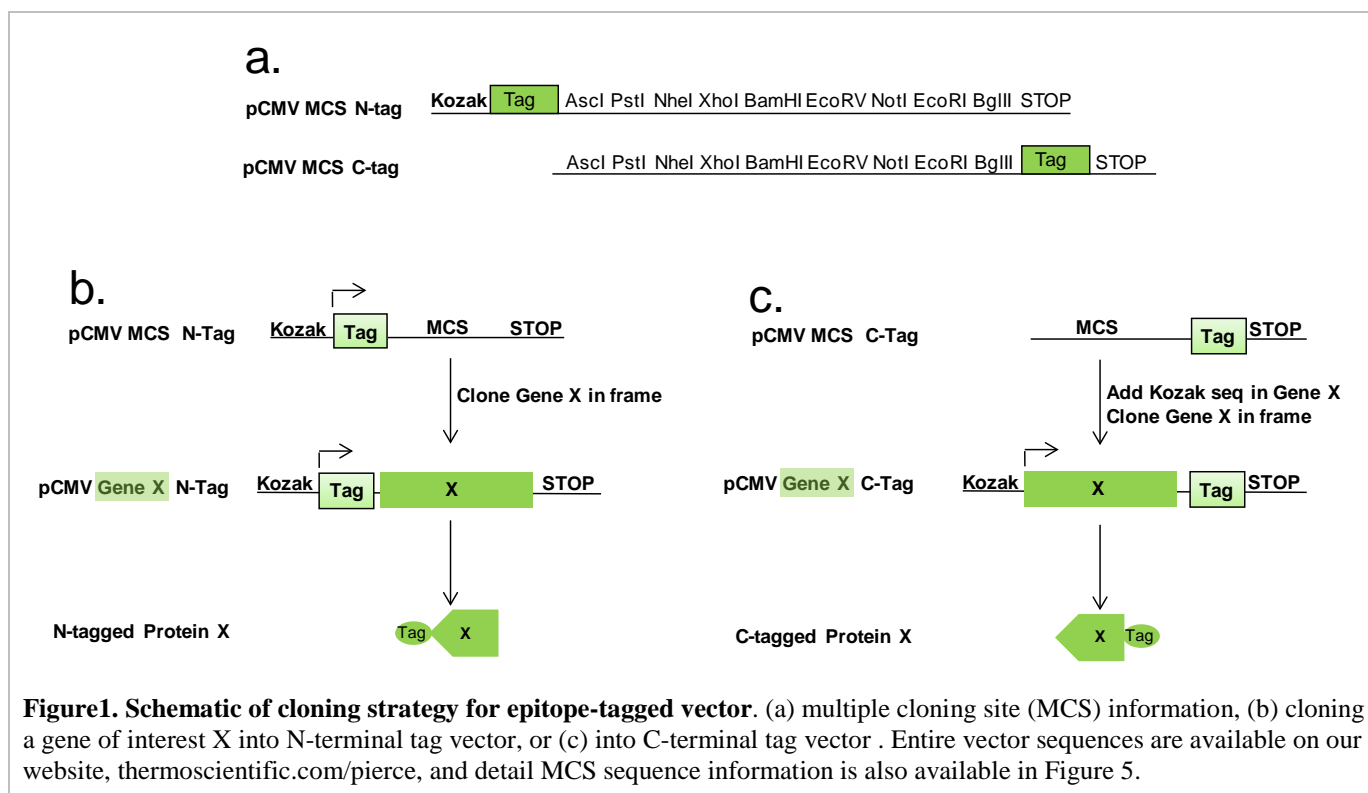 a.
Kozak Tag AscI PstI NheI XhoI BamHI EcoRV NotI EcoRI BglII STOP
pCMV MCS N-tag
AscI PstI NheI XhoI BamHI EcoRV NotI EcoRI BglII Tag STOP
pCMV MCS C-tag
b.
pCMV MCS N-Tag
Kozak Tag MCS STOP
Clone Gene X in frame
pCMV Gene X N-Tag
Kozak Tag X STOP
N-tagged Protein X
Tag X
c.
pCMV MCS C-Tag
MCS Tag STOP
Add Kozak seq in Gene X
Clone Gene X in frame
pCMV Gene X C-Tag
Kozak X Tag STOP
C-tagged Protein X
X Tag
Figure1. Schematic of cloning strategy for epitope-tagged vector. (a) multiple cloning site (MCS) information, (b) cloning
a gene of interest X into N-terminal tag vector, or (c) into C-terminal tag vector . Entire vector sequences are available on our
website, thermoscientific.com/pierce, and detail MCS sequence information is also available in Figure 5.